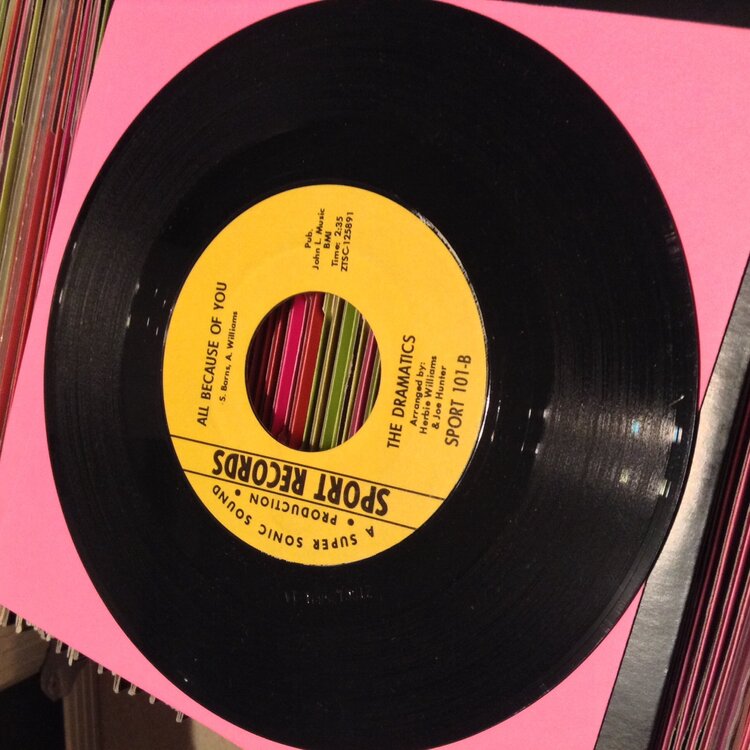 A SUPER SONIC SOUND
• PRODUCTION •
SPORT RECORDS
Pub.
John L. Music
BMI
Time: 2:35
ZTSC-125891
ALL BECAUSE OF YOU
S. Barns, A. Williams
THE DRAMATICS
Arranged by:
Herbie Williams
& Joe Hunter
SPORT 101-B